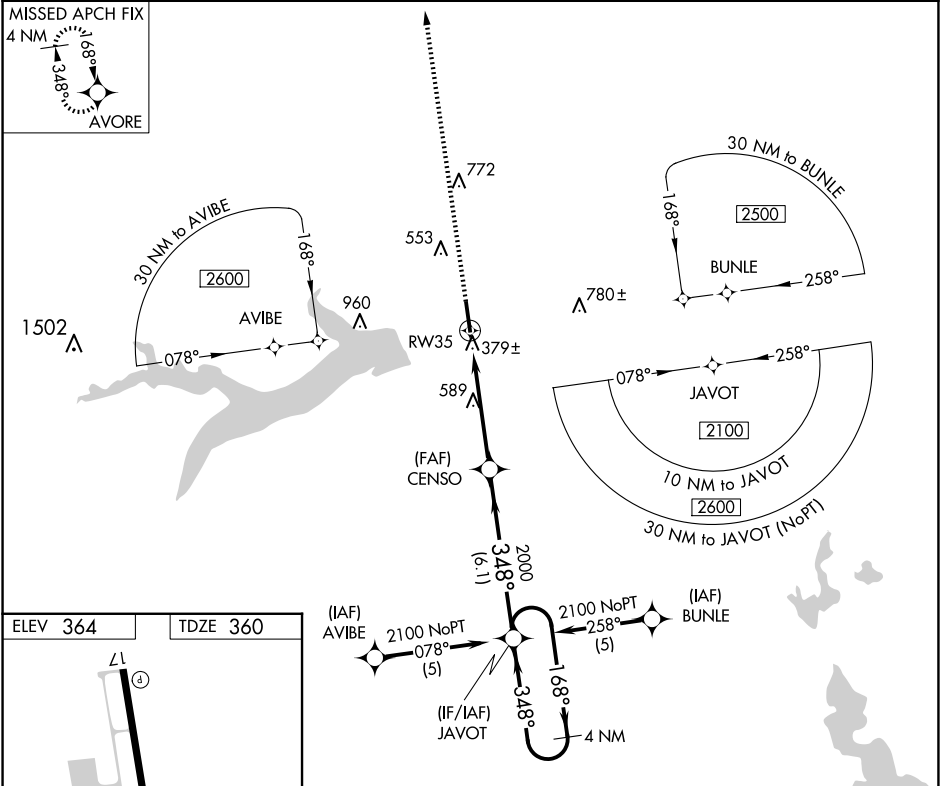 MISSED APCH FIX
4 NM
168°
348°
AVORE
772
553
30 NM to AVIBE
2600
168°
AVIBE
078°
960
1502
RW35
379±
589
780±
30 NM to BUNLE
2500
168°
BUNLE
258°
078°
258°
JAVOT
2100
10 NM to JAVOT
2600
30 NM to JAVOT (NoPT)
(FAF)
CENSO
2000
348°
(6.1)
(IAF)
AVIBE
2100 NoPT
078°
(5)
(IAF)
BUNLE
2100 NoPT
258°
(5)
(IF/IAF)
JAVOT
348°
168°
4 NM
ELEV 364
TDZE 360
17
P